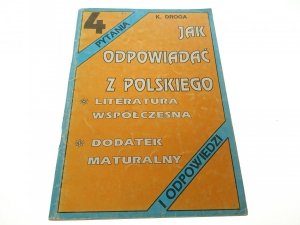 4
K. DROGA
PYTANIA
JAK
ODPOWIADAĆ
Z POLSKIEGO
* LITERATURA
WSPÓŁCZESNA
* DODATEK
MATURALNY
I ODPOWIEDZI